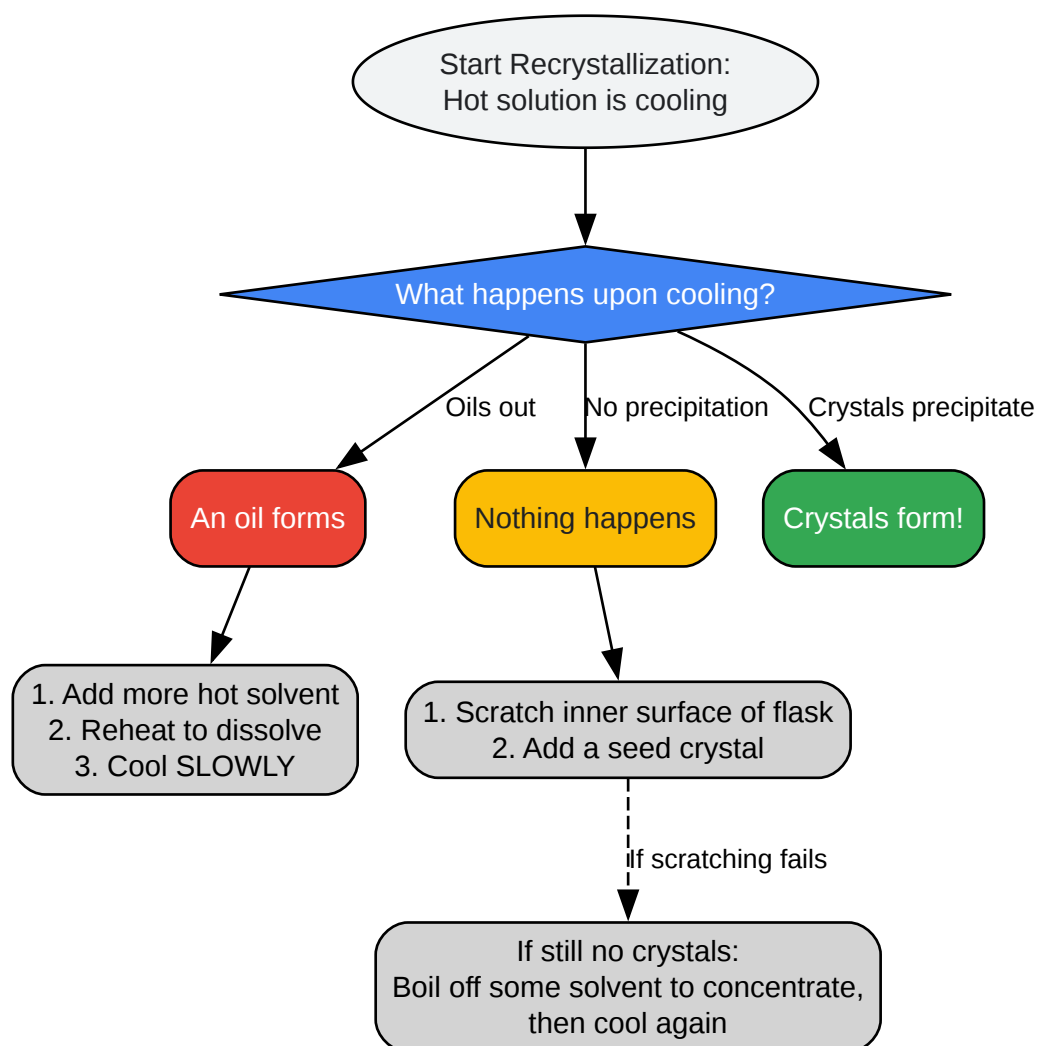 Start Recrystallization:
Hot solution is cooling
What happens upon cooling?
Oils out
No precipitation
Crystals precipitate
An oil forms
Nothing happens
Crystals form!
1. Add more hot solvent
2. Reheat to dissolve
3. Cool SLOWLY
1. Scratch inner surface of flask
2. Add a seed crystal
If scratching fails
If still no crystals:
Boil off some solvent to concentrate,
then cool again